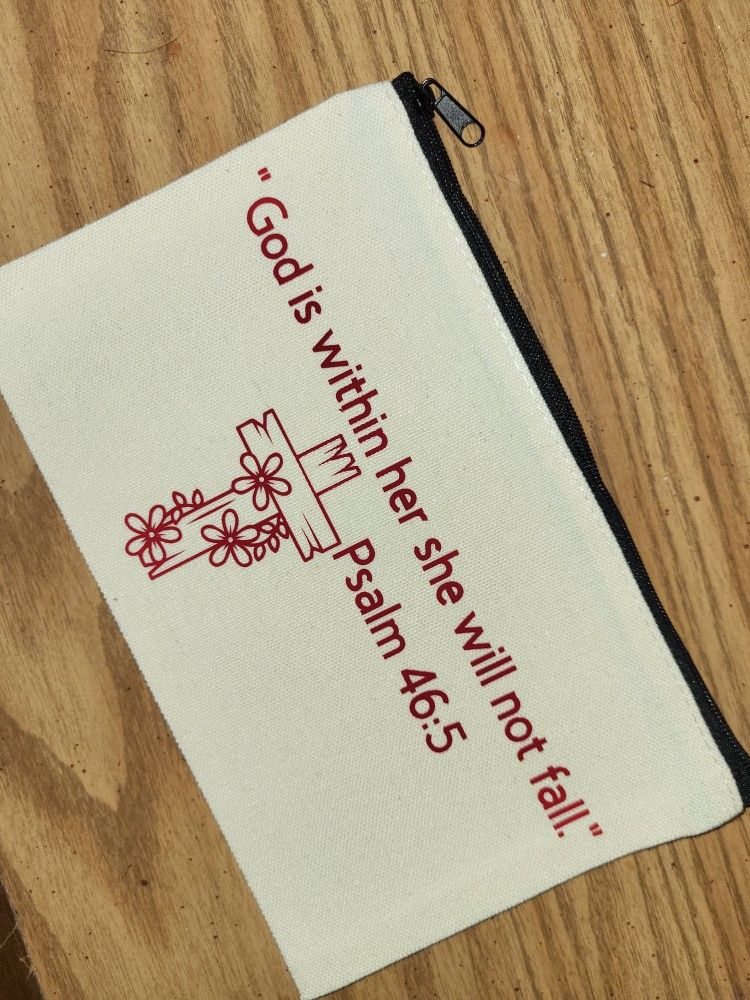 " God is within her she will not fall."
Psalm 46:5